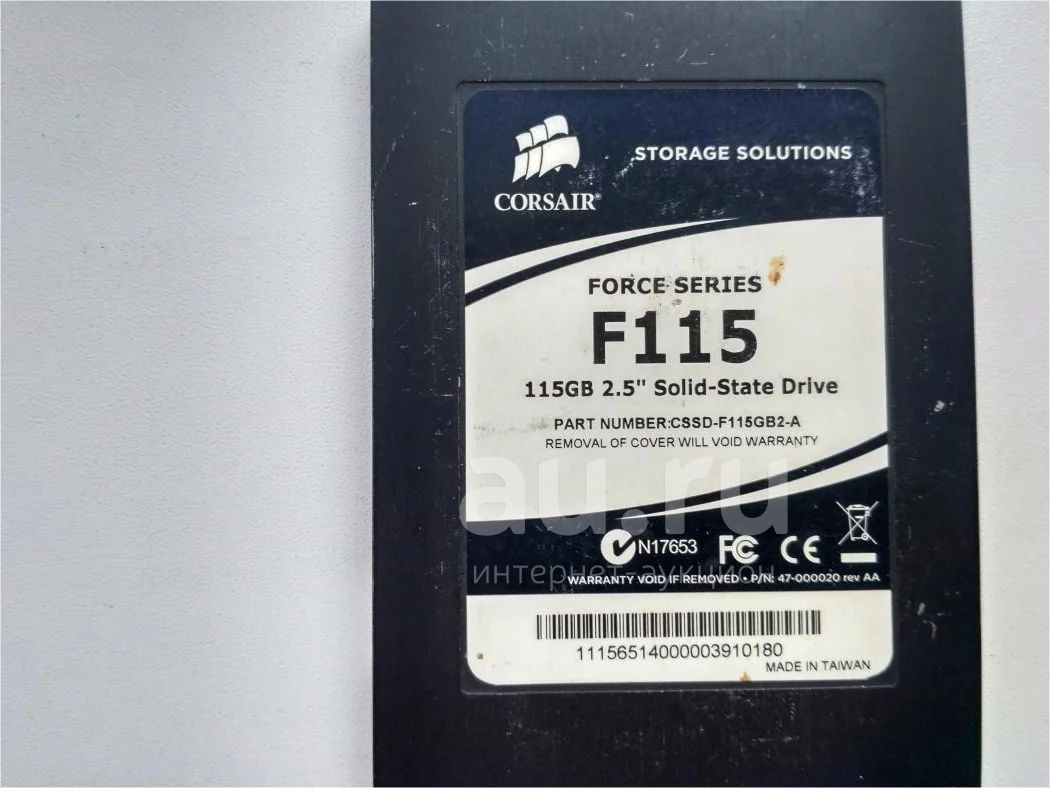 STORAGE SOLUTIONS
CORSAIR®
FORCE SERIES
F115
115GB 2.5" Solid-State Drive
PART NUMBER:CSSD-F115GB2-A
REMOVAL OF COVER WILL VOID WARRANTY
au.ru
N17653 FC CE
интернет-аукцион
WARRANTY VOID IF REMOVED • P/N: 47-000020 rev AA
11156514000003910180
MADE IN TAIWAN